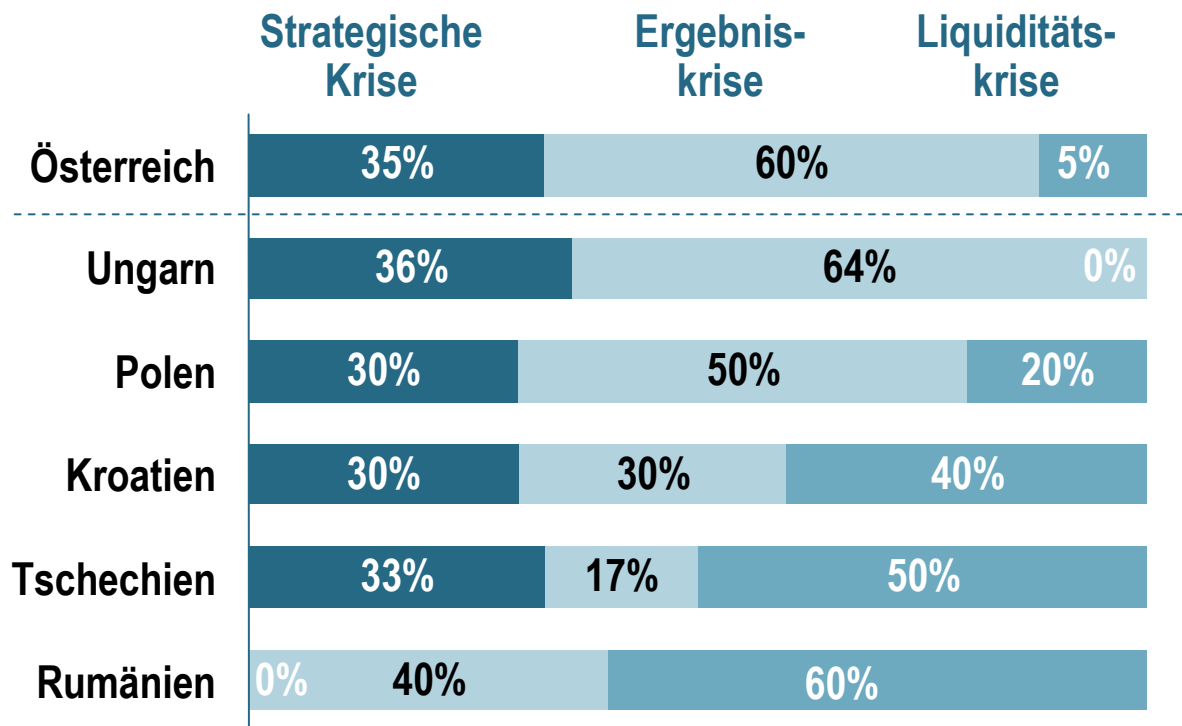 Strategische
Krise
Ergebnis-
krise
Liquiditäts-
krise
Österreich 35% 60% 5%
Ungarn 36% 64% 0%
Polen 30% 50% 20%
Kroatien 30% 30% 40%
Tschechien 33% 17% 50%
Rumänien 0% 40% 60%